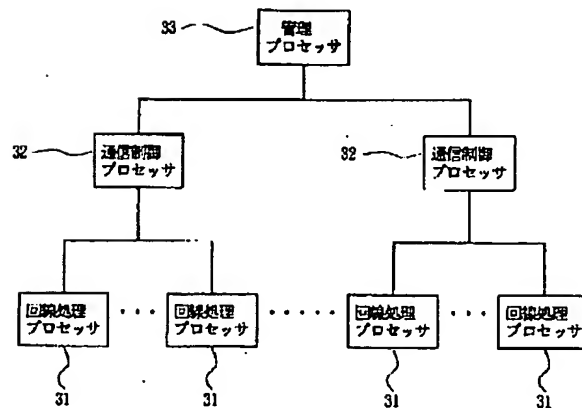 33
管理
プロセッサ
32
通信制御
プロセッサ
32
通信制御
プロセッサ
回線処理
プロセッサ
・・・
回線処理
プロセッサ
・・・・・
回線処理
プロセッサ
・・・
回線処理
プロセッサ
31
31
31
31